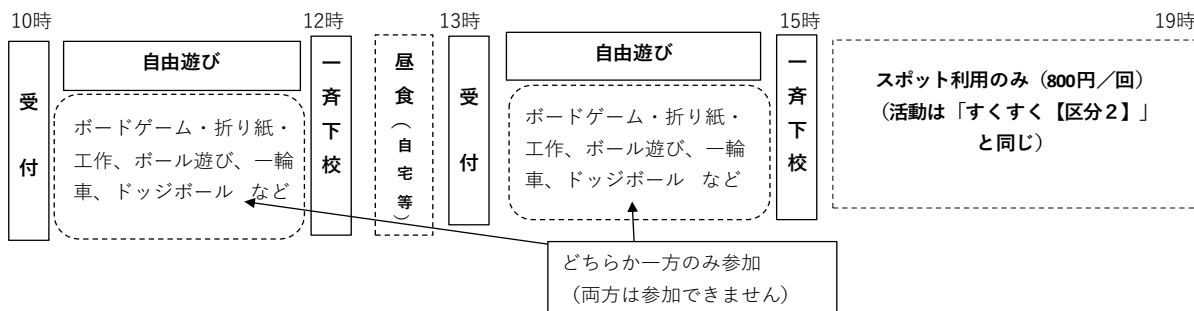 10時
12時
13時
15時
19時
受付
自由遊び
ボードゲーム・折り紙・
工作、ボール遊び、一輪
車、ドッジボール　など
一斉下校
昼食（自宅等）
受付
自由遊び
ボードゲーム・折り紙・
工作、ボール遊び、一輪
車、ドッジボール　など
一斉下校
スポット利用のみ（800円／回）
（活動は「すくすく【区分２】」
と同じ）
どちらか一方のみ参加
（両方は参加できません）